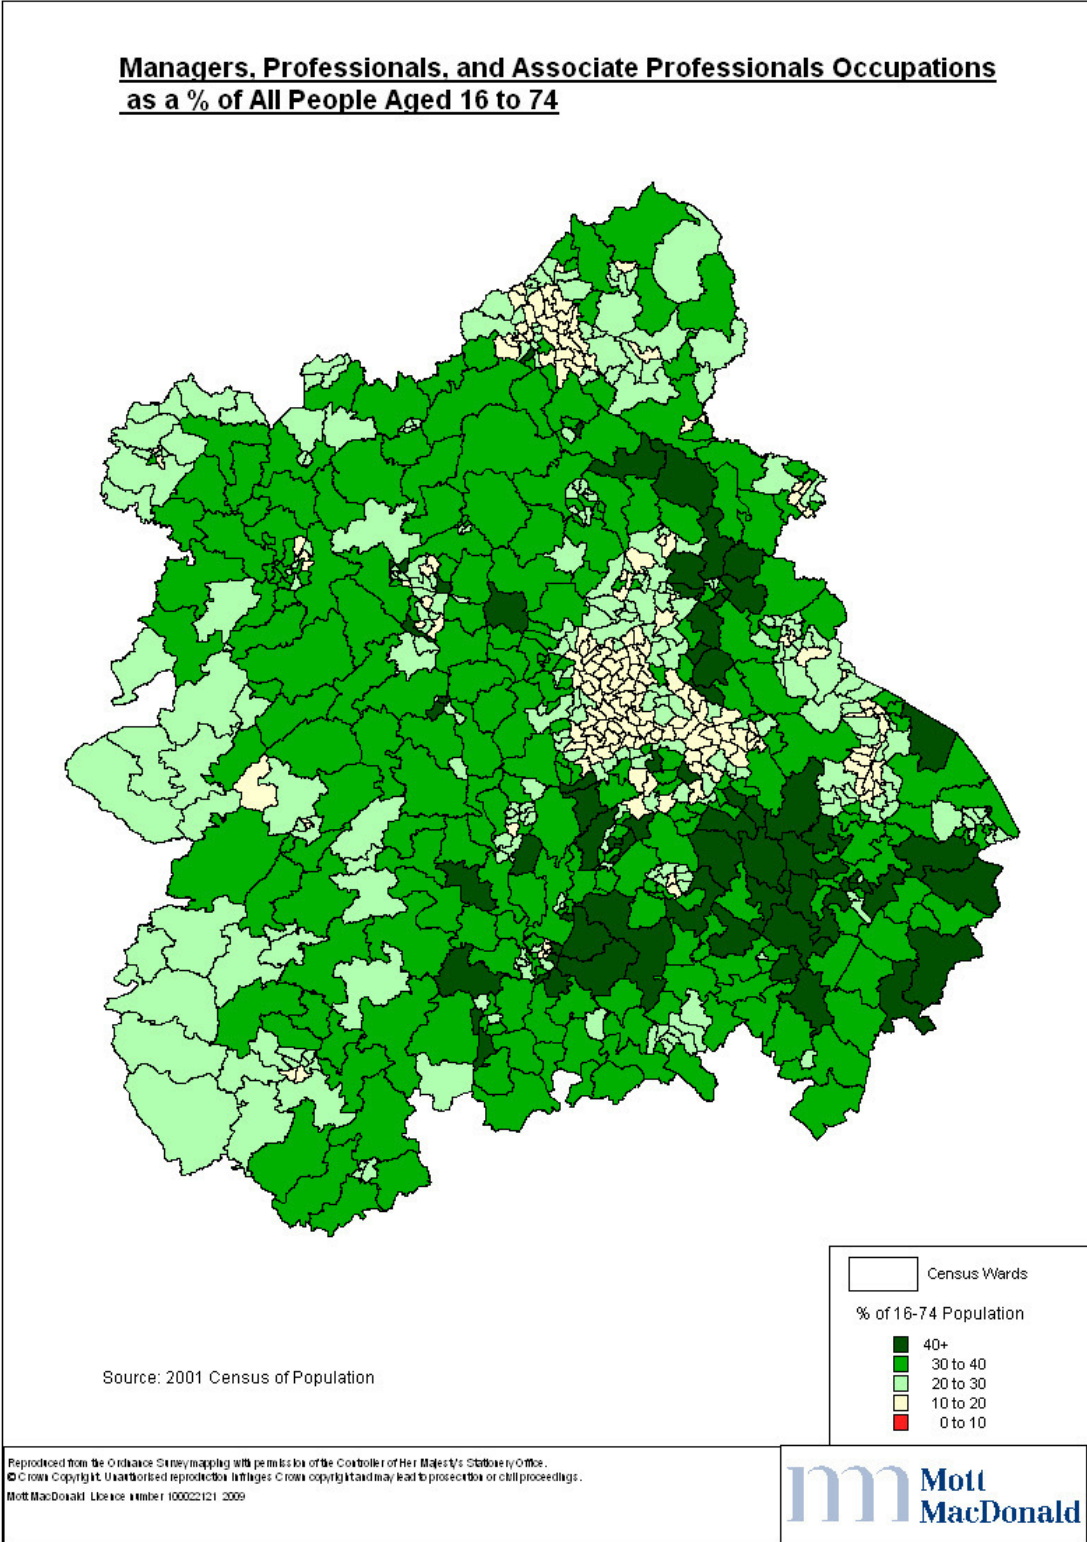 Managers, Professionals, and Associate Professionals Occupations
as a % of All People Aged 16 to 74
Census Wards
% of 16-74 Population
40+
30 to 40
20 to 30
10 to 20
0 to 10
Source: 2001 Census of Population
Reproduced from the Ordnance Survey mapping with permission of the Controller of Her Majesty's Stationery Office.
© Crown Copyright. Unauthorised reproduction infringes Crown copyright and may lead to prosecution or civil proceedings.
Mott MacDonald Licence number 100022121 2009
m Mott
MacDonald